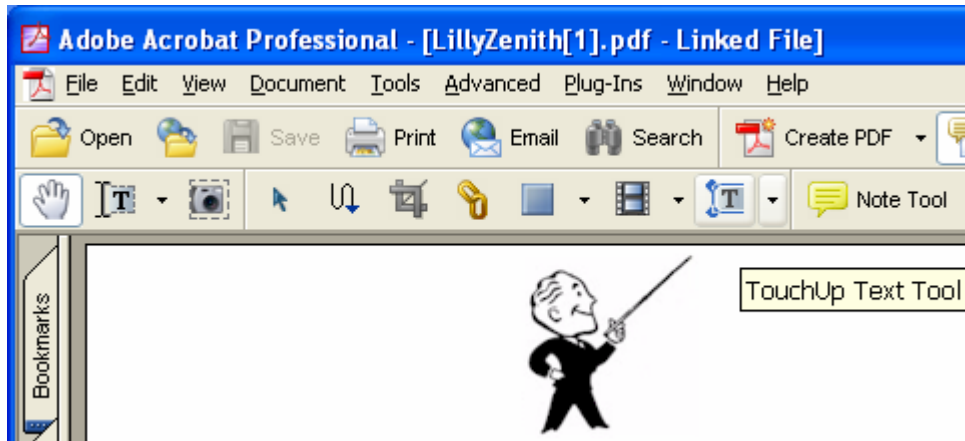 Adobe Acrobat Professional - [LillyZenith[1].pdf - Linked File]
File Edit View Document Tools Advanced Plug-Ins Window Help
Open Save Print Email Search Create PDF
T T Note Tool
TouchUp Text Tool
Bookmarks